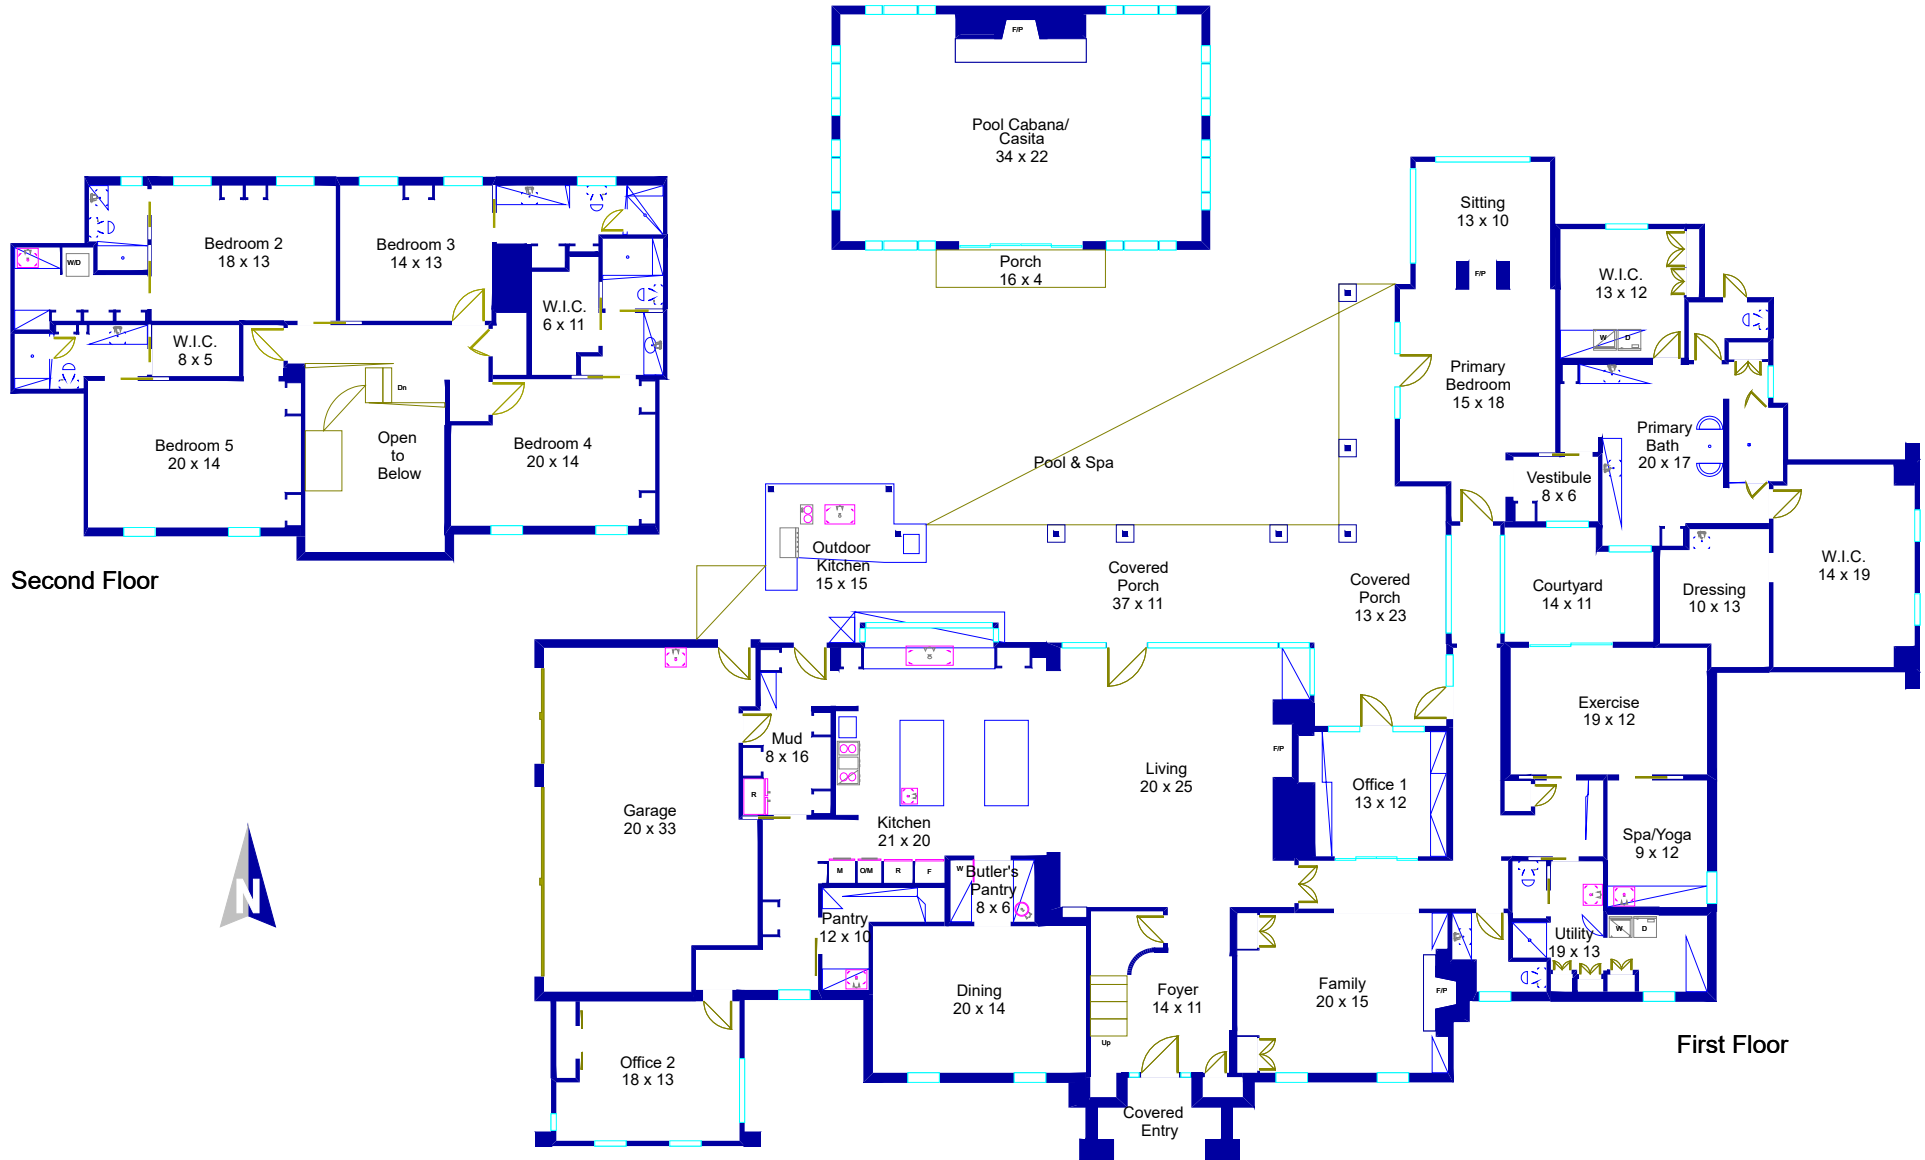 F/P
Pool Cabana/
Casita
34 x 22
Porch
16 x 4
Bedroom 2
18 x 13
Bedroom 3
14 x 13
W/D
W.I.C.
6 x 11
W.I.C.
8 x 5
Dn
Bedroom 5
20 x 14
Open
to
Below
Bedroom 4
20 x 14
Second Floor
Sitting
13 x 10
F/P
W.I.C.
13 x 12
W
D
Primary
Bedroom
15 x 18
Primary
Bath
20 x 17
Vestibule
8 x 6
Pool & Spa
Outdoor
Kitchen
15 x 15
Covered
Porch
37 x 11
Covered
Porch
13 x 23
Courtyard
14 x 11
Dressing
10 x 13
W.I.C.
14 x 19
Exercise
19 x 12
Mud
8 x 16
R
Garage
20 x 33
Kitchen
21 x 20
Living
20 x 25
F/P
Office 1
13 x 12
Spa/Yoga
9 x 12
M
O/M
R
F
W
Butler's
Pantry
8 x 6
Pantry
12 x 10
Utility
19 x 13
W
D
Dining
20 x 14
Foyer
14 x 11
Up
Family
20 x 15
F/P
Office 2
18 x 13
Covered
Entry
First Floor
N